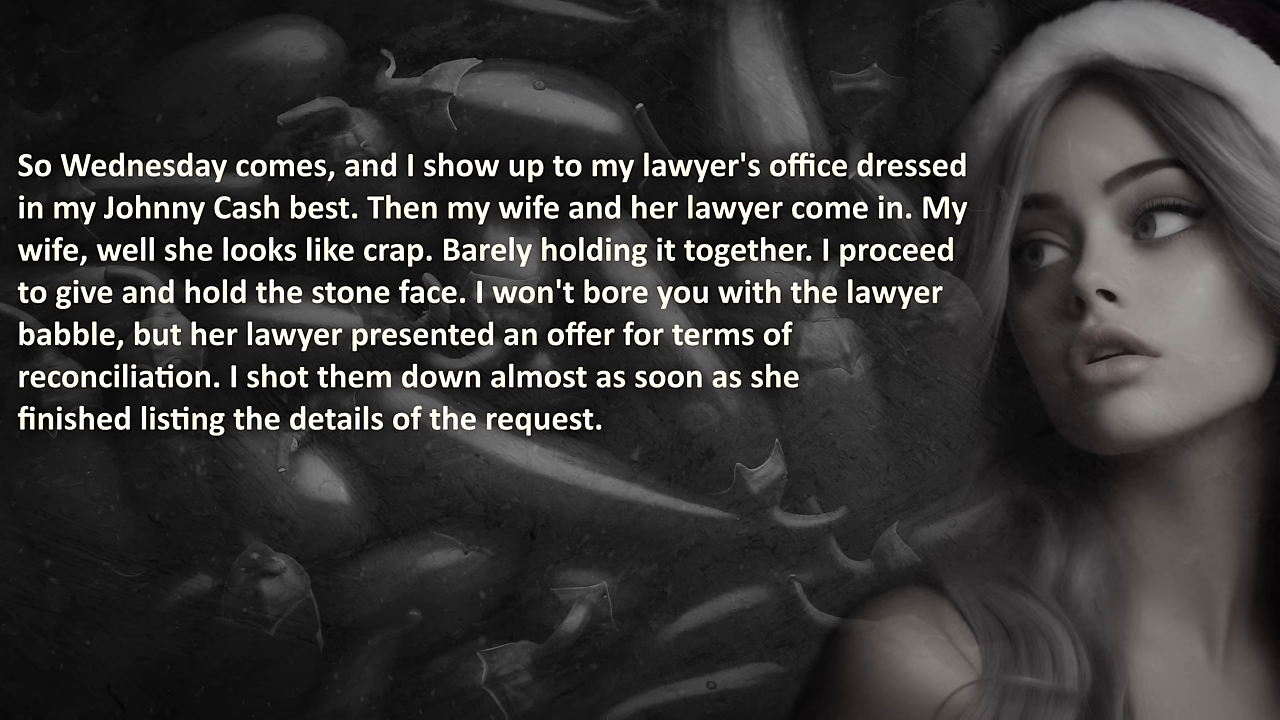 So Wednesday comes, and I show up to my lawyer's office dressed
in my Johnny Cash best. Then my wife and her lawyer come in. My
wife, well she looks like crap. Barely holding it together. I proceed
to give and hold the stone face. I won't bore you with the lawyer
babble, but her lawyer presented an offer for terms of
reconciliation. I shot them down almost as soon as she
finished listing the details of the request.